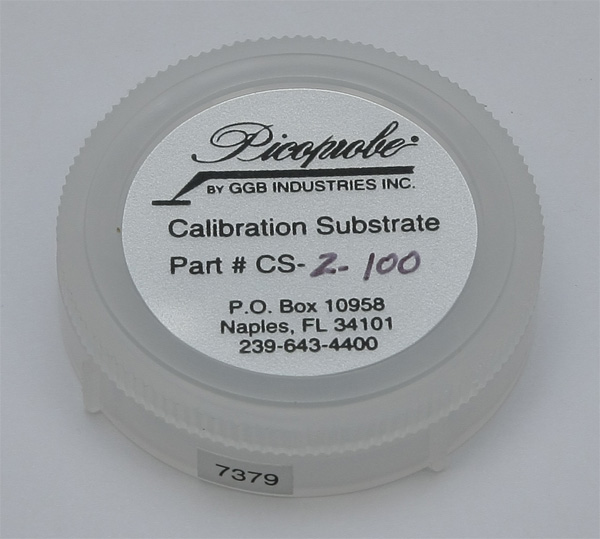 Picoprobe
BY GGB INDUSTRIES INC.
Calibration Substrate
Part # CS-2-100
P.O. Box 10958
Naples, FL 34101
239-643-4400
7379